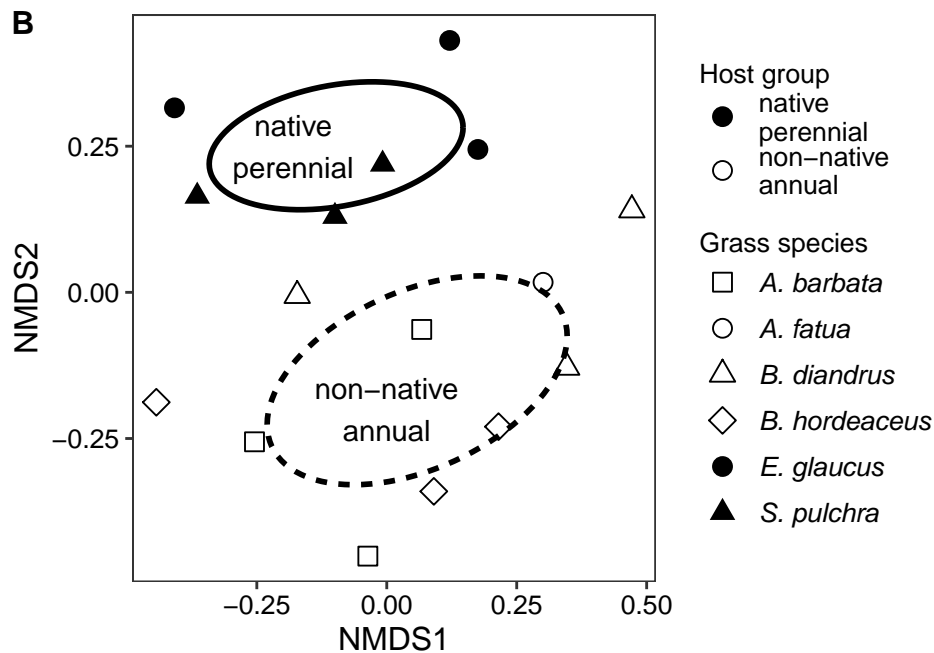 B
NMDS2
0.25
0.00
−0.25
−0.25
0.00
0.25
0.50
NMDS1
native
perennial
non−native
annual
Host group
native
perennial
non−native
annual
Grass species
A. barbata
A. fatua
B. diandrus
B. hordeaceus
E. glaucus
S. pulchra